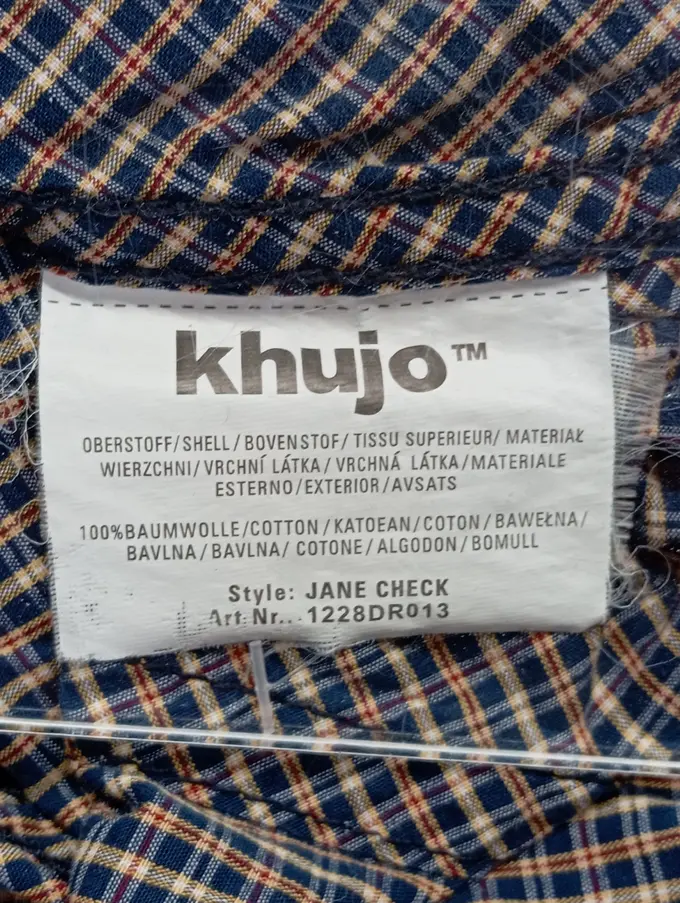 khujo™
OBERSTOFF/SHELL/BOVENSTOF/TISSU SUPERIEUR/MATERIAŁ
WIERZCHNI/VRCHNÍ LÁTKA/VRCHNÁ LÁTKA/MATERIALE
ESTERNO/EXTERIOR/AVSATS
100%BAUMWOLLE/COTTON/KATOEAN/COTON/BAWEŁNA/
BAVLNA/BAVLNA/COTONE/ALGODON/BOMULL
Style: JANE CHECK
Art.Nr.. 1228DR013